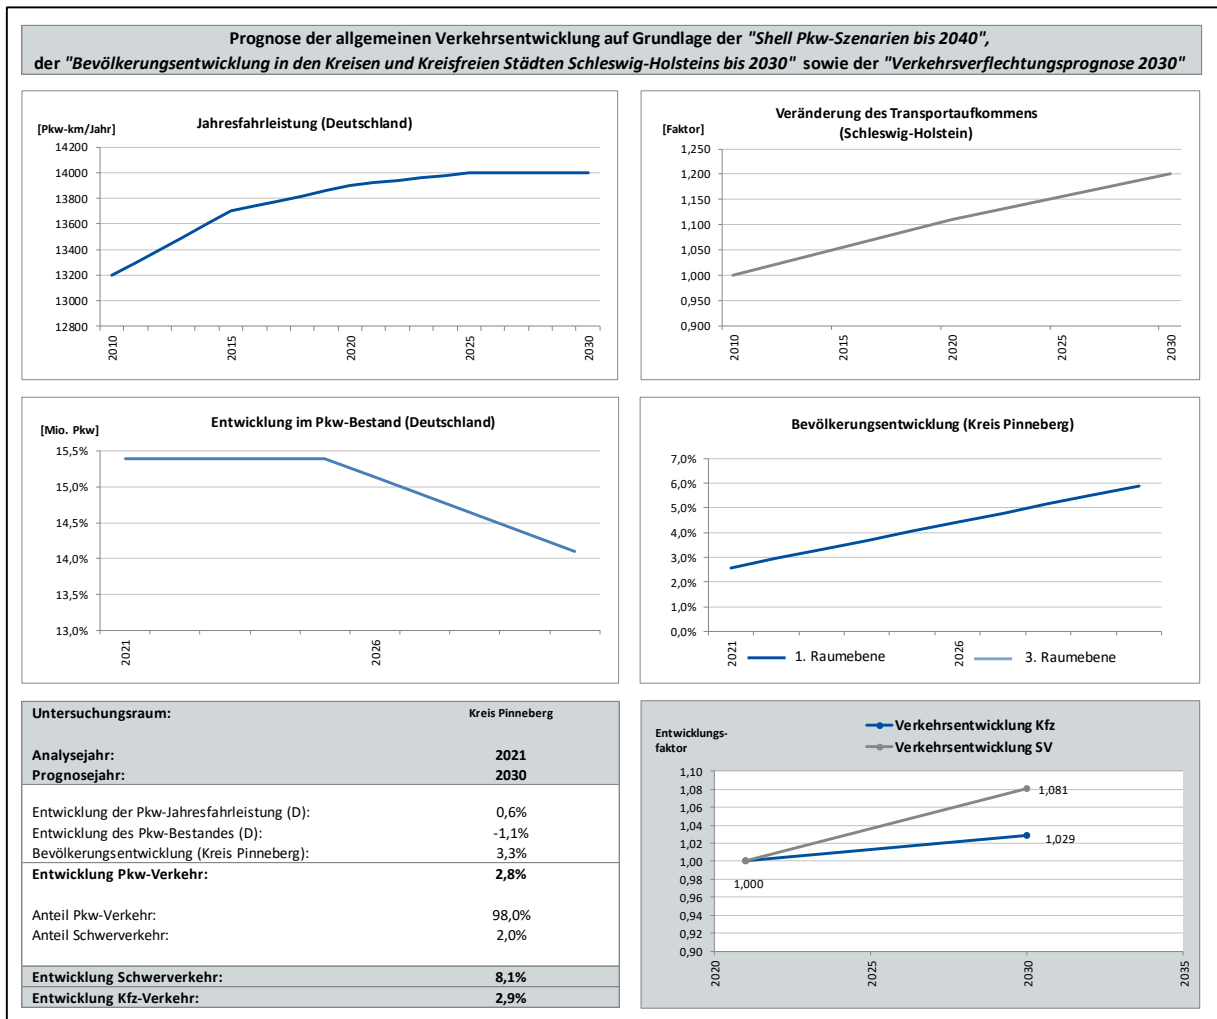 Prognose der allgemeinen Verkehrsentwicklung auf Grundlage der "Shell Pkw-Szenarien bis 2040",
der "Bevölkerungsentwicklung in den Kreisen und Kreisfreien Städten Schleswig-Holsteins bis 2030" sowie der "Verkehrsverflechtungsprognose 2030"
Jahresfahrleistung (Deutschland)
[Pkw-km/Jahr]
14200
14000
13800
13600
13400
13200
13000
12800
2010
2015
2020
2025
2030
Veränderung des Transportaufkommens
(Schleswig-Holstein)
[Faktor]
1,250
1,200
1,150
1,100
1,050
1,000
0,950
0,900
2010
2015
2020
2025
2030
Entwicklung im Pkw-Bestand (Deutschland)
[Mio. Pkw]
15,5%
15,0%
14,5%
14,0%
13,5%
13,0%
2021
2026
Bevölkerungsentwicklung (Kreis Pinneberg)
7,0%
6,0%
5,0%
4,0%
3,0%
2,0%
1,0%
0,0%
2021
2026
1. Raumebene
3. Raumebene
Untersuchungsraum: Kreis Pinneberg
Analysejahr: 2021
Prognosejahr: 2030
Entwicklung der Pkw-Jahresfahrleistung (D): 0,6%
Entwicklung des Pkw-Bestandes (D): -1,1%
Bevölkerungsentwicklung (Kreis Pinneberg): 3,3%
Entwicklung Pkw-Verkehr: 2,8%
Anteil Pkw-Verkehr: 98,0%
Anteil Schwerverkehr: 2,0%
Entwicklung Schwerverkehr: 8,1%
Entwicklung Kfz-Verkehr: 2,9%
Verkehrsentwicklung Kfz
Verkehrsentwicklung SV
Entwicklungs-
faktor
1,10
1,08
1,06
1,04
1,02
1,00
0,98
0,96
0,94
0,92
0,90
1,081
1,029
1,000
2020
2025
2030
2035